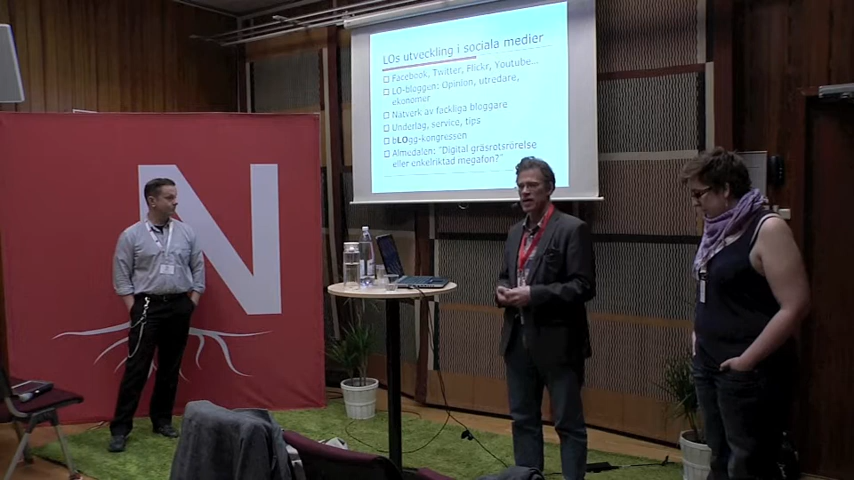 LOs utveckling i sociala medier
Facebook, Twitter, Flickr, Youtube...
LO-bloggen: Opinion, utredare,
ekonomer
Nätverk av fackliga bloggare
Underlag, service, tips
bLOgg-kongressen
Almedalen: "Digital gräsrotsrörelse
eller enkelriktad megafon?"
N